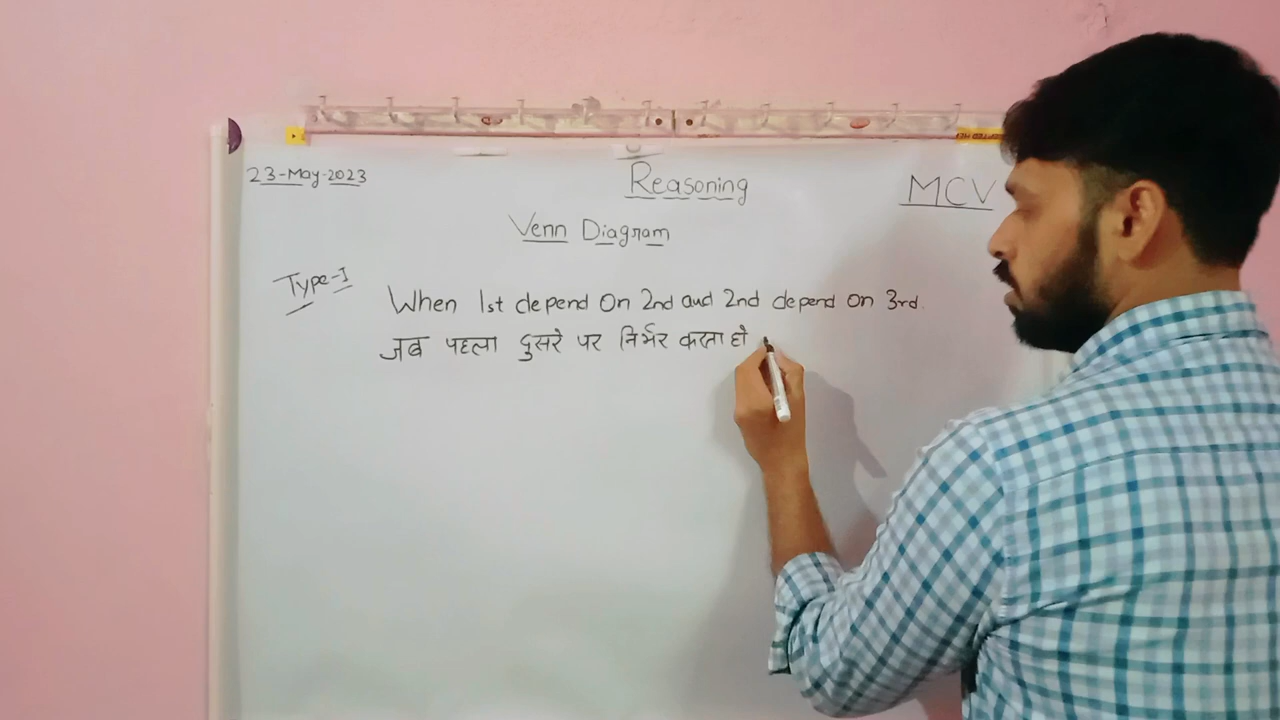 23-May-2023
Reasoning
MCV
Venn Diagram
Type-I
When 1st depend on 2nd and 2nd depend on 3rd.
जब पहला दुसरे पर निर्भर करता हो